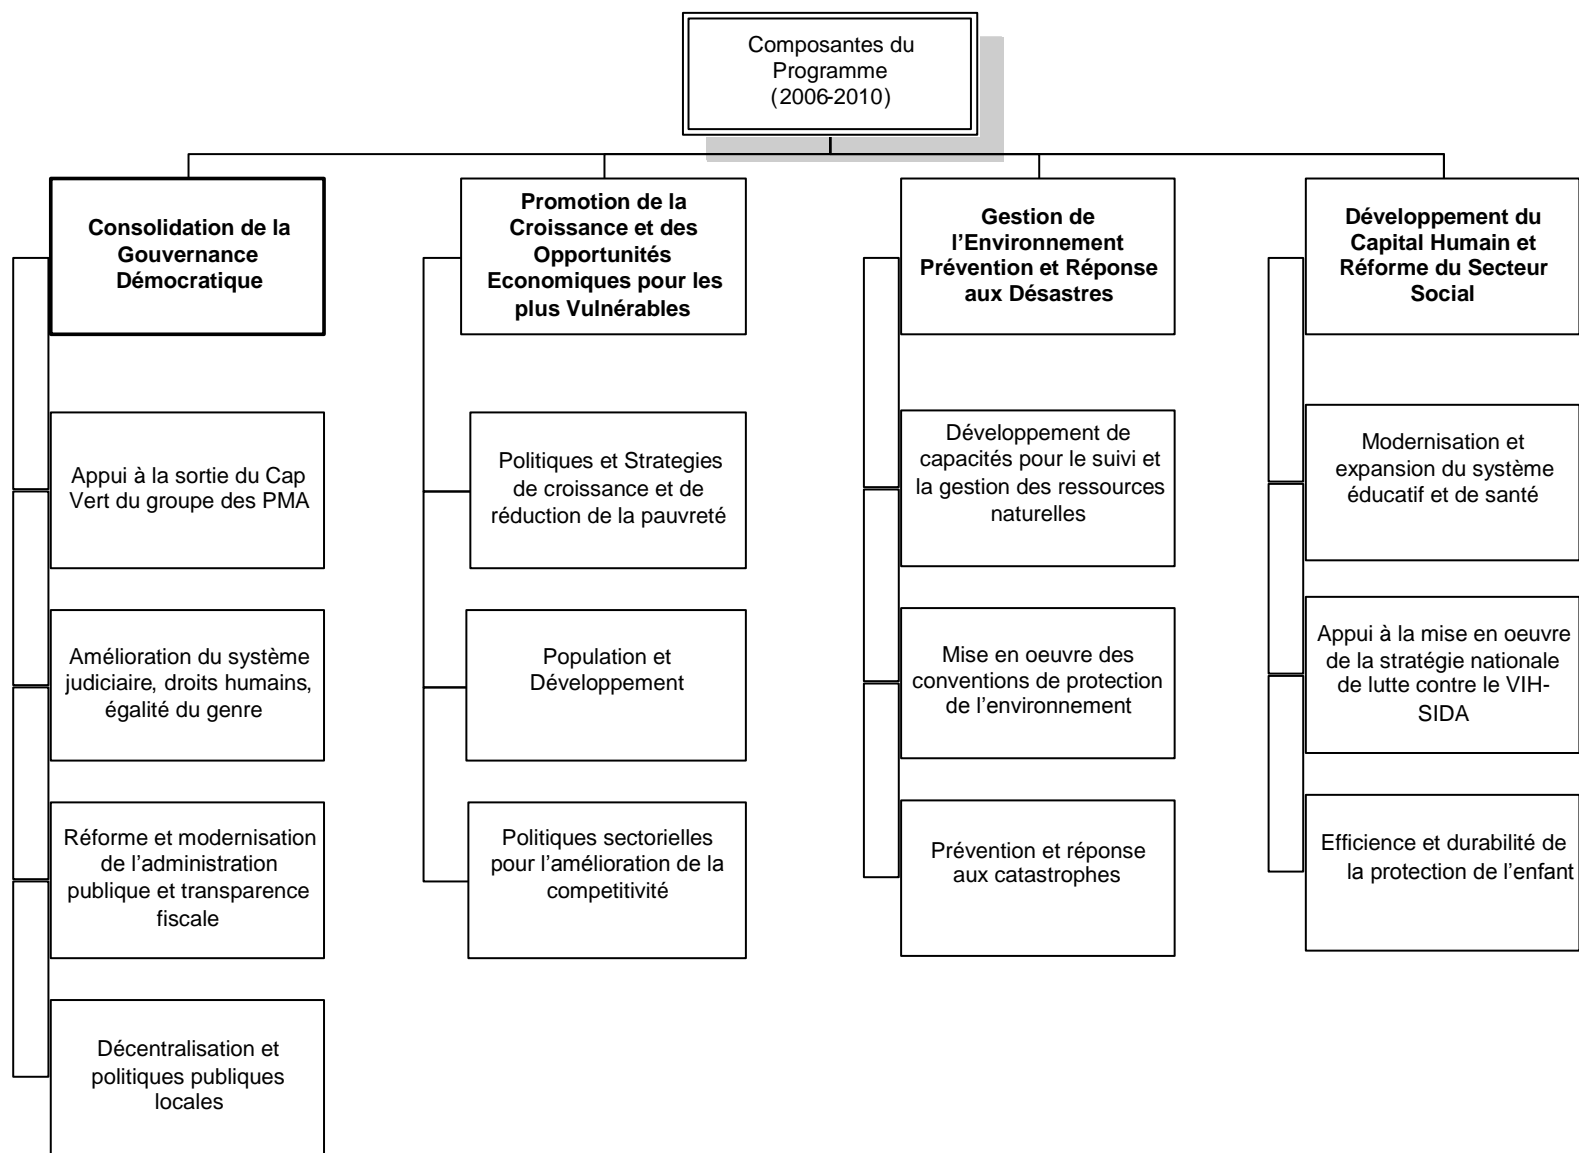 Composantes du
Programme
(2006-2010)
Consolidation de la
Gouvernance
Démocratique
Promotion de la
Croissance et des
Opportunités
Economiques pour les
plus Vulnérables
Gestion de
l’Environnement
Prévention et Réponse
aux Désastres
Développement du
Capital Humain et
Réforme du Secteur
Social
Appui à la sortie du Cap
Vert du groupe des PMA
Politiques et Strategies
de croissance et de
réduction de la pauvreté
Développement de
capacités pour le suivi et
la gestion des ressources
naturelles
Modernisation et
expansion du système
éducatif et de santé
Amélioration du système
judiciaire, droits humains,
égalité du genre
Population et
Développement
Mise en oeuvre des
conventions de protection
de l’environnement
Appui à la mise en oeuvre
de la stratégie nationale
de lutte contre le VIH-
SIDA
Réforme et modernisation
de l’administration
publique et transparence
fiscale
Politiques sectorielles
pour l’amélioration de la
competitivité
Prévention et réponse
aux catastrophes
Efficience et durabilité de
la protection de l’enfant
Décentralisation et
politiques publiques
locales